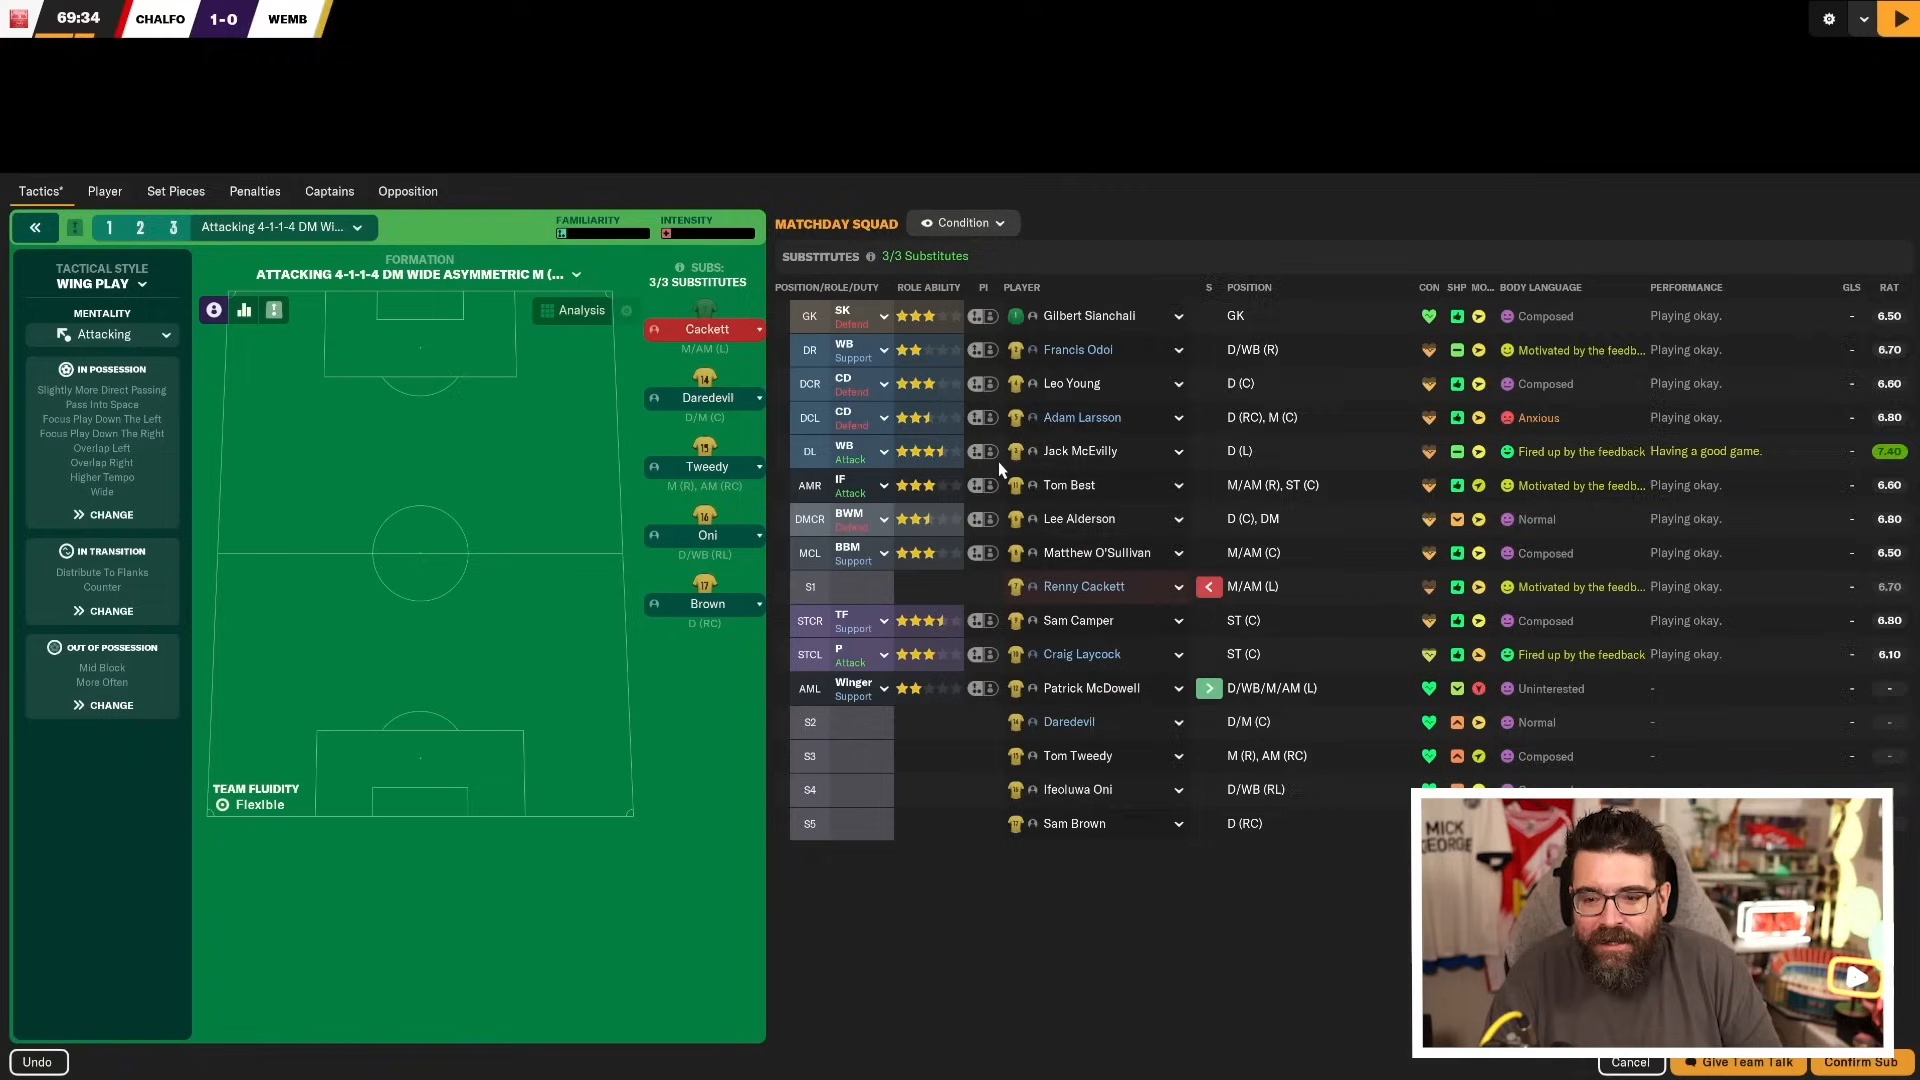 69:34 CHALFO 1-0 WEMB
Tactics* Player Set Pieces Penalties Captains Opposition
1 2 3 Attacking 4-1-1-4 DM Wi...
FAMILIARITY INTENSITY
TACTICAL STYLE
WING PLAY
MENTALITY
Attacking
IN POSSESSION
Slightly More Direct Passing
Pass Into Space
Focus Play Down The Left
Focus Play Down The Right
Overlap Left
Overlap Right
Higher Tempo
Wide
CHANGE
IN TRANSITION
Distribute To Flanks
Counter
CHANGE
OUT OF POSSESSION
Mid Block
More Often
CHANGE
FORMATION
ATTACKING 4-1-1-4 DM WIDE ASYMMETRIC M (...
Analysis
TEAM FLUIDITY
Flexible
SUBS:
3/3 SUBSTITUTES
Cackett
M/AM (L)
14
Daredevil
D/M (C)
15
Tweedy
M (R), AM (RC)
16
Oni
D/WB (RL)
17
Brown
D (RC)
MATCHDAY SQUAD Condition
SUBSTITUTES 3/3 Substitutes
POSITION/ROLE/DUTY ROLE ABILITY PI PLAYER S POSITION CON SHP MO... BODY LANGUAGE PERFORMANCE GLS RAT
GK SK Defend Gilbert Sianchali GK Composed Playing okay. - 6.50
DR WB Support Francis Odoi D/WB (R) Motivated by the feedb... Playing okay. - 6.70
DCR CD Defend Leo Young D (C) Composed Playing okay. - 6.60
DCL CD Defend Adam Larsson D (RC), M (C) Anxious Playing okay. - 6.80
DL WB Attack Jack McEvilly D (L) Fired up by the feedback Having a good game. - 7.40
AMR IF Attack Tom Best M/AM (R), ST (C) Motivated by the feedb... Playing okay. - 6.60
DMCR BWM Defend Lee Alderson D (C), DM Normal Playing okay. - 6.80
MCL BBM Support Matthew O'Sullivan M/AM (C) Composed Playing okay. - 6.50
S1 Renny Cackett M/AM (L) Motivated by the feedb... Playing okay. - 6.70
STCR TF Support Sam Camper ST (C) Composed Playing okay. - 6.80
STCL P Attack Craig Laycock ST (C) Fired up by the feedback Playing okay. - 6.10
AML Winger Support Patrick McDowell D/WB/M/AM (L) Uninterested - - -
S2 Daredevil D/M (C) Normal - - -
S3 Tom Tweedy M (R), AM (RC) Composed - - -
S4 Ifeoluwa Oni D/WB (RL)
S5 Sam Brown D (RC)
MICK
GEORGE
Undo Cancel Give Team Talk Confirm Sub